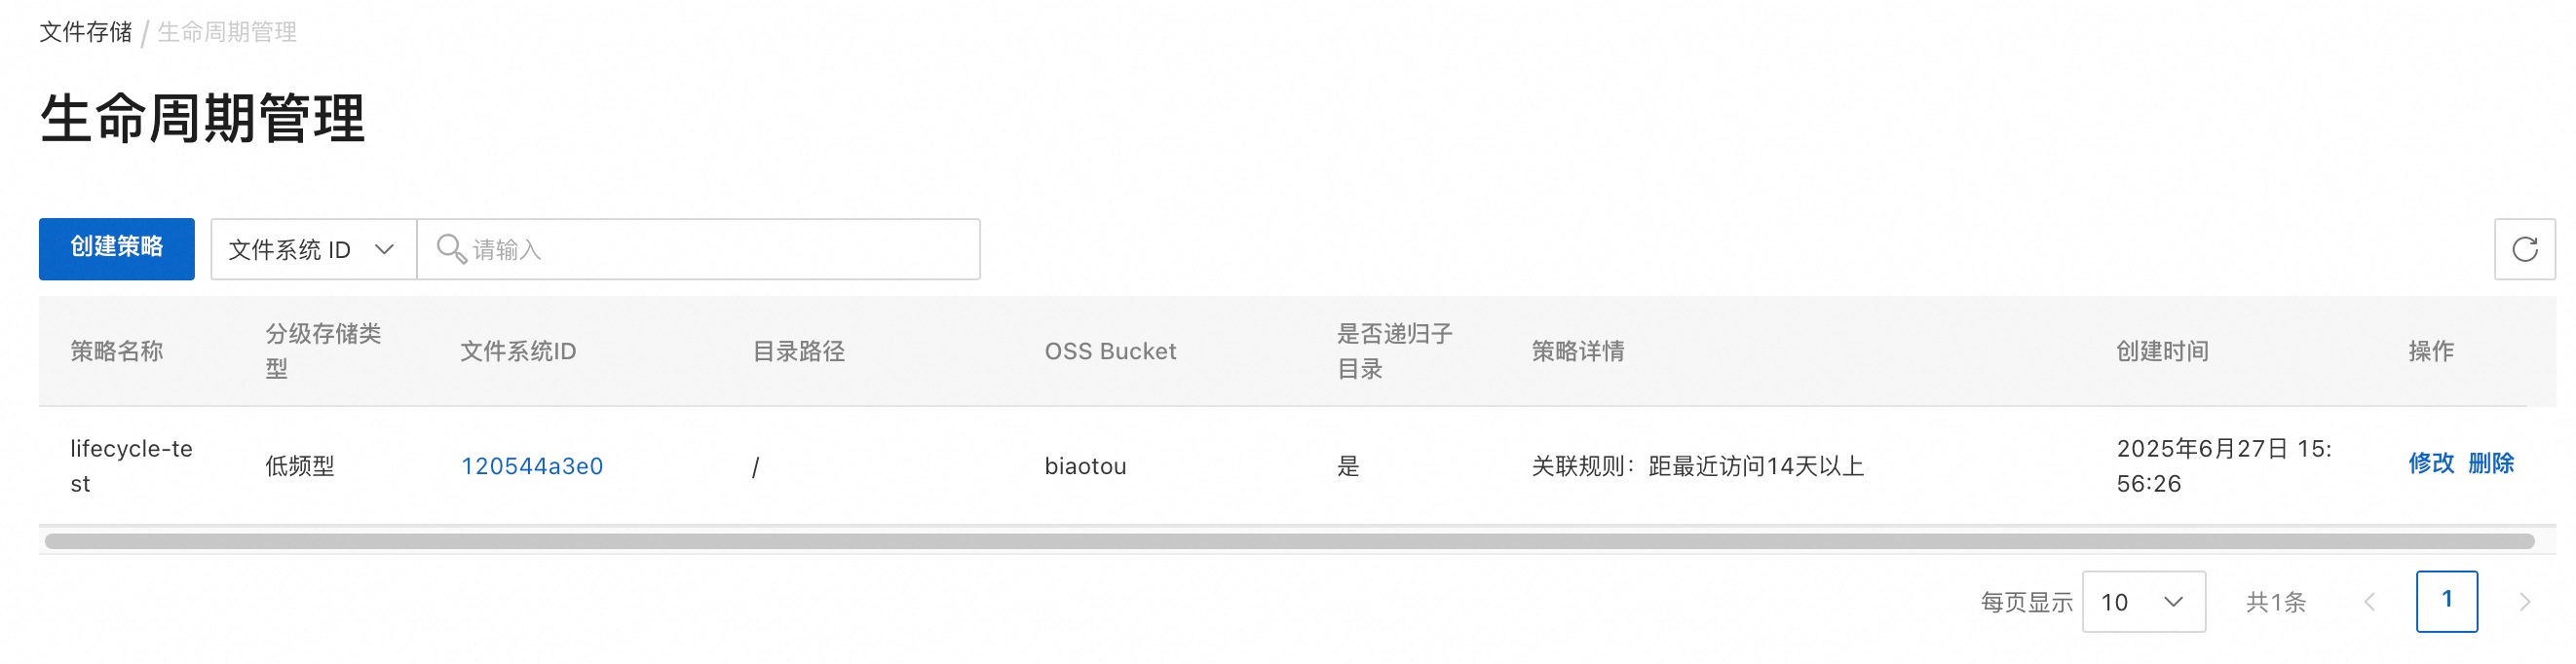 文件存储 / 生命周期管理
生命周期管理
创建策略 文件系统 ID 请输入
策略名称 分级存储类 文件系统ID 目录路径 OSS Bucket 是否递归子 策略详情 创建时间 操作
型 目录
lifecycle-te 低频型 120544a3e0 / biaotou 是 关联规则：距最近访问14天以上 2025年6月27日 15: 修改 删除
st 56:26
每页显示 10 共1条 1